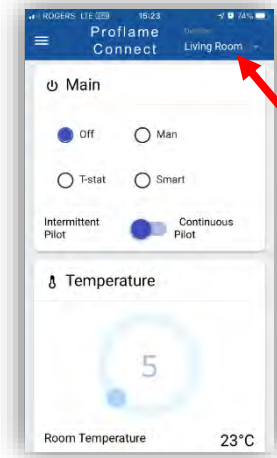 ROGERS LTE 15:23 74%
Proflame Connect
Living Room
Main
Off Man
T-stat Smart
Intermittent Pilot Continuous Pilot
Temperature
5
Room Temperature 23°C